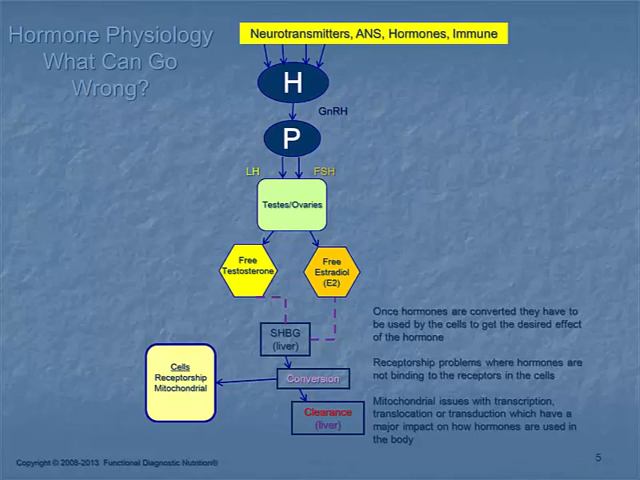 Hormone Physiology
What Can Go
Wrong?
Neurotransmitters, ANS, Hormones, Immune
H
GnRH
P
LH
FSH
Testes/Ovaries
Free
Testosterone
Free
Estradiol
(E2)
SHBG
(liver)
Conversion
Cells
Receptorship
Mitochondrial
Clearance
(liver)
Once hormones are converted they have to
be used by the cells to get the desired effect
of the hormone
Receptorship problems where hormones are
not binding to the receptors in the cells
Mitochondrial issues with transcription,
translocation or transduction which have a
major impact on how hormones are used in
the body
Copyright © 2008-2013 Functional Diagnostic Nutrition®
5